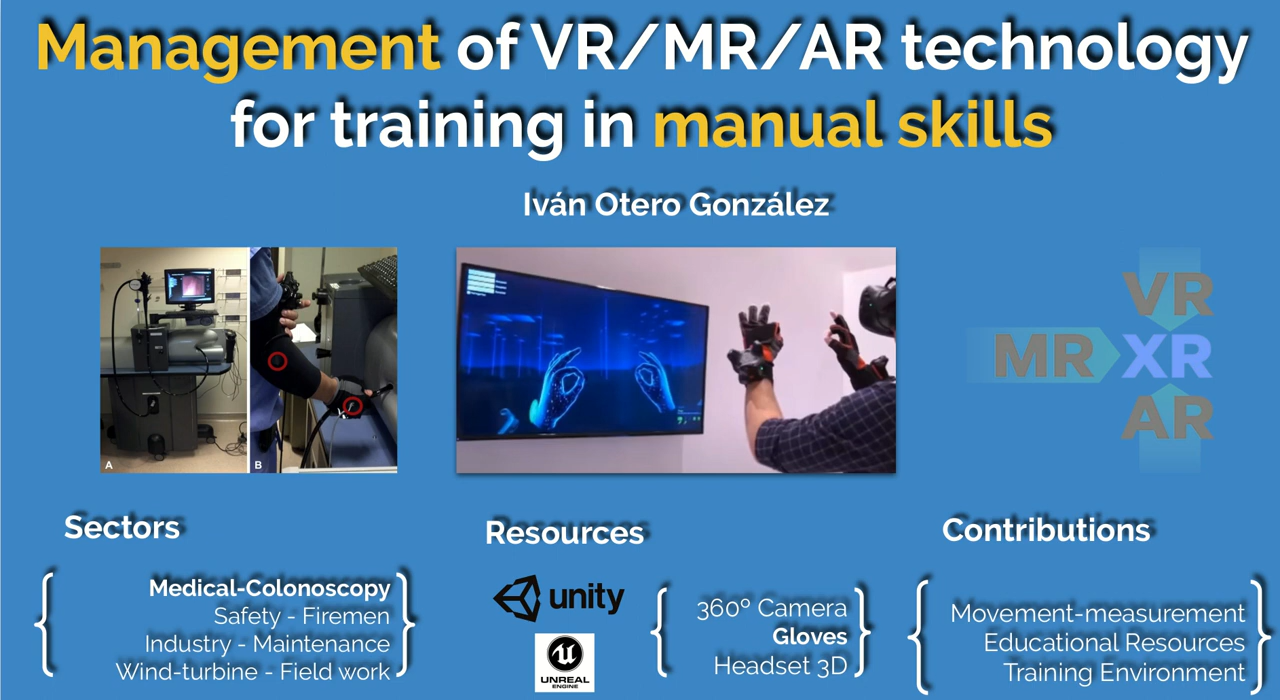 Management of VR/MR/AR technology
for training in manual skills
Iván Otero González
A
B
VR
MR XR
AR
Sectors
Medical-Colonoscopy
Safety - Firemen
Industry - Maintenance
Wind-turbine - Field work
Resources
unity
UNREAL
ENGINE
360º Camera
Gloves
Headset 3D
Contributions
Movement-measurement
Educational Resources
Training Environment